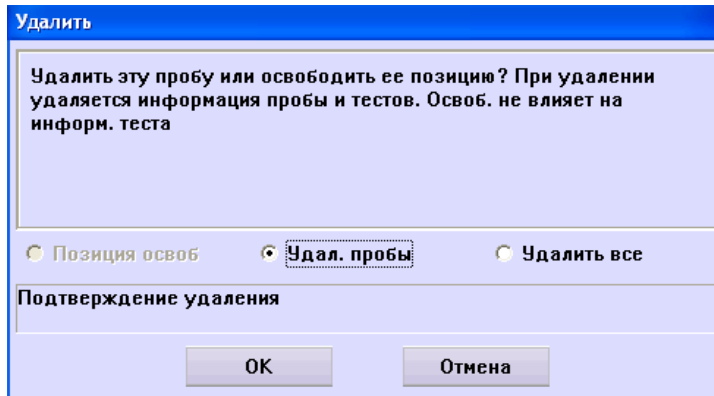 Удалить
Удалить эту пробу или освободить ее позицию? При удалении
удаляется информация пробы и тестов. Освоб. не влияет на
информ. теста
Позиция освоб Удал. пробы Удалить все
Подтверждение удаления
OK Отмена